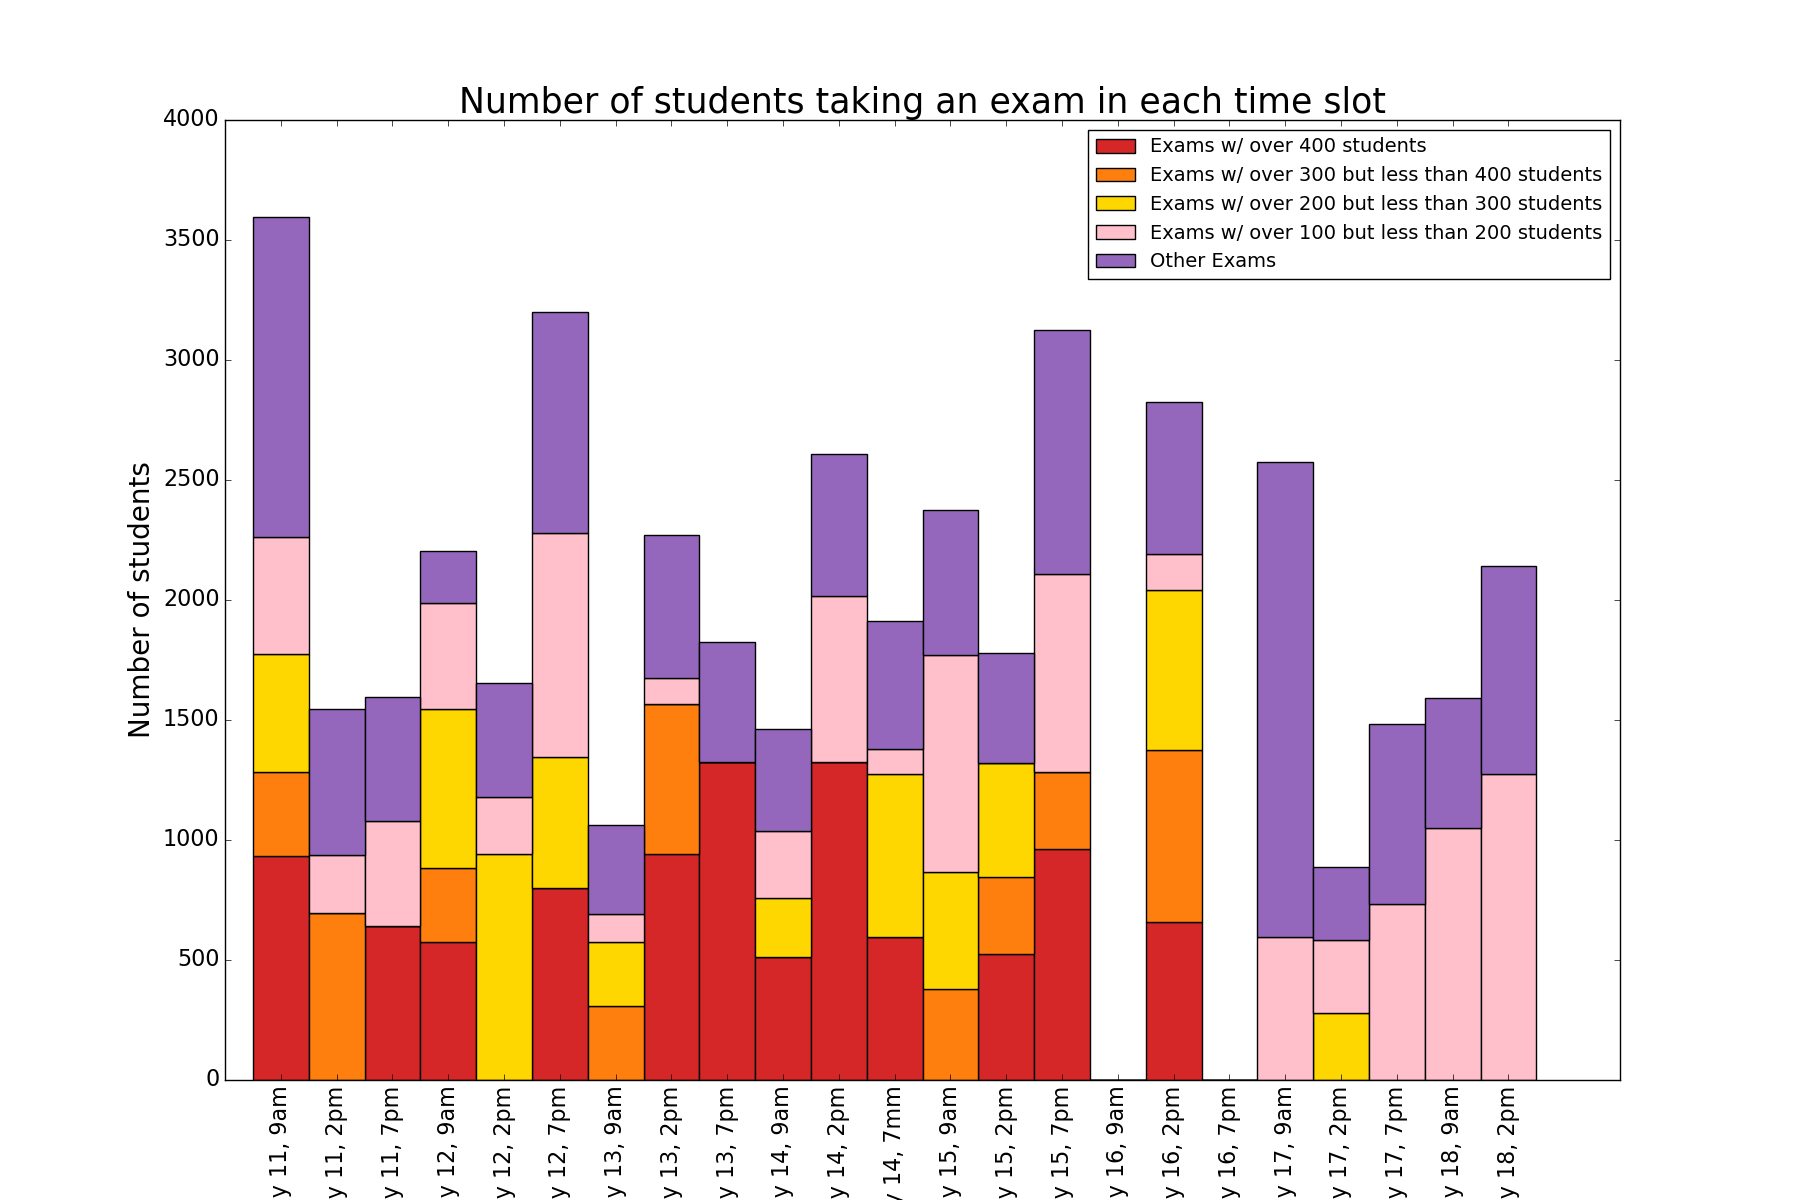 Number of students taking an exam in each time slot
4000
3500
3000
2500
2000
1500
1000
500
0
Number of students
Exams w/ over 400 students
Exams w/ over 300 but less than 400 students
Exams w/ over 200 but less than 300 students
Exams w/ over 100 but less than 200 students
Other Exams
y 11, 9am
y 11, 2pm
y 11, 7pm
y 12, 9am
y 12, 2pm
y 12, 7pm
y 13, 9am
y 13, 2pm
y 13, 7pm
y 14, 9am
y 14, 2pm
y 14, 7mm
y 15, 9am
y 15, 2pm
y 15, 7pm
y 16, 9am
y 16, 2pm
y 16, 7pm
y 17, 9am
y 17, 2pm
y 17, 7pm
y 18, 9am
y 18, 2pm